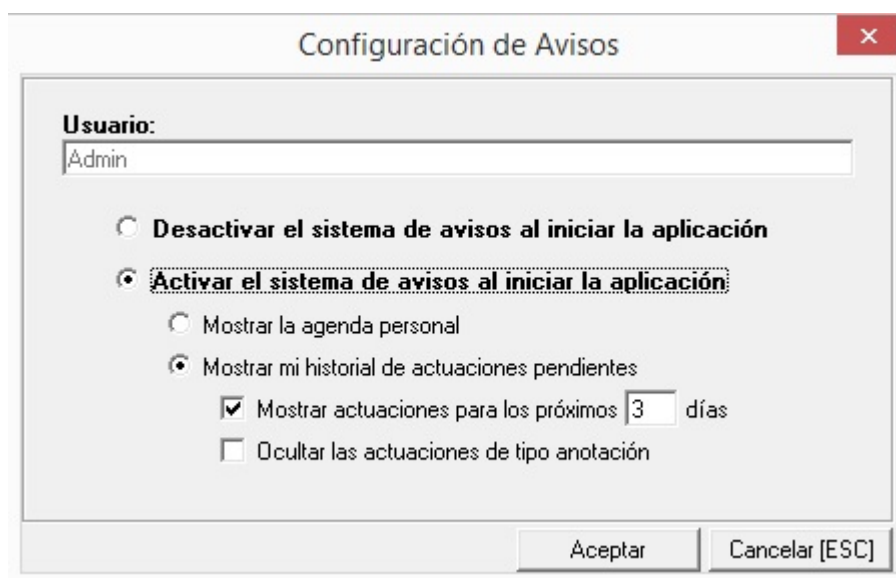 Configuración de Avisos
Usuario:
Admin
Desactivar el sistema de avisos al iniciar la aplicación
Activar el sistema de avisos al iniciar la aplicación
Mostrar la agenda personal
Mostrar mi historial de actuaciones pendientes
Mostrar actuaciones para los próximos 3 días
Ocultar las actuaciones de tipo anotación
Aceptar Cancelar [ESC]